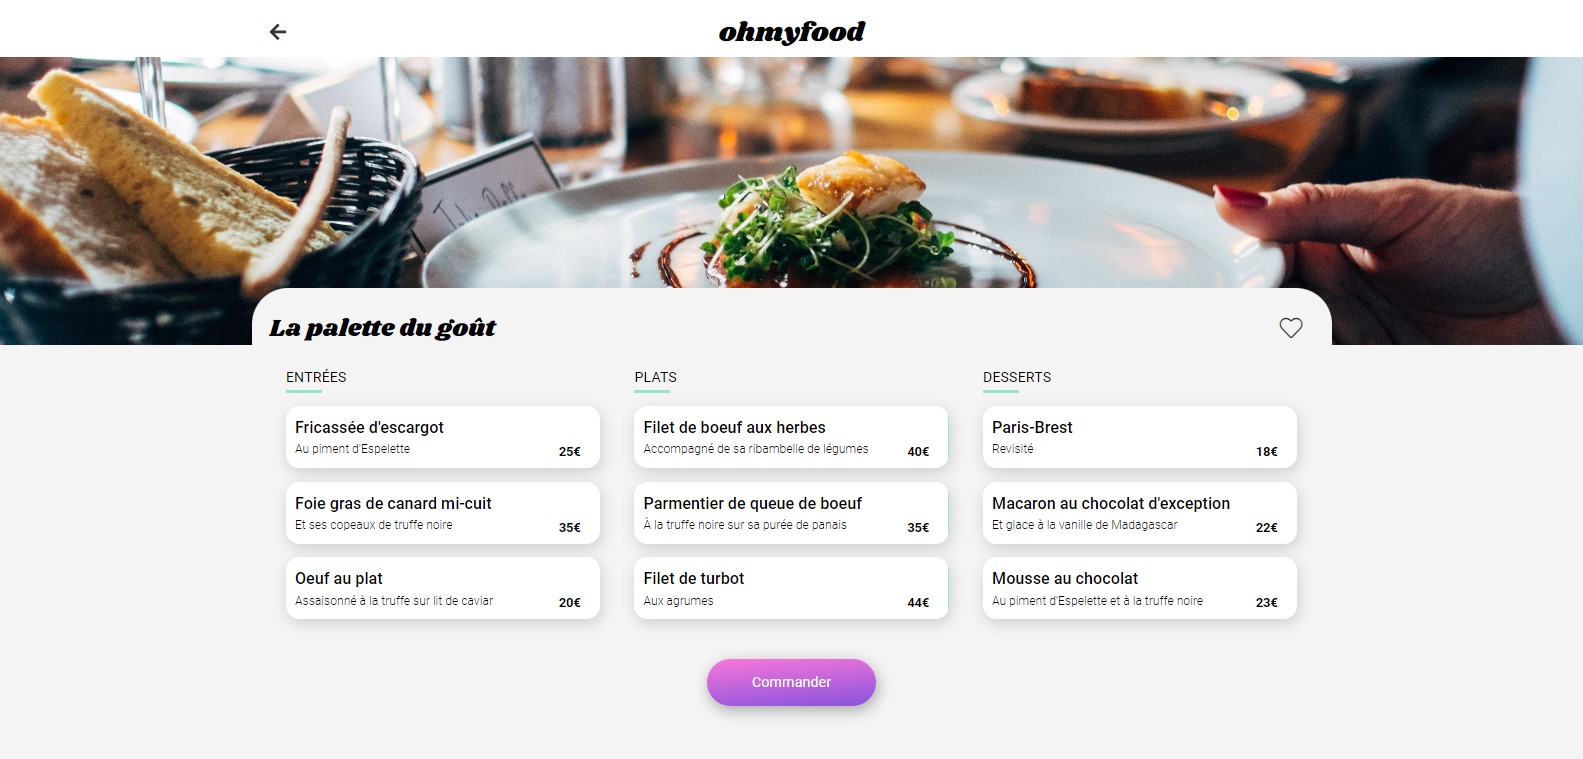 ohmyfood
La palette du goût
ENTRÉES
Fricassée d'escargot
Au piment d'Espelette 25€
Foie gras de canard mi-cuit
Et ses copeaux de truffe noire 35€
Oeuf au plat
Assaisonné à la truffe sur lit de caviar 20€
PLATS
Filet de boeuf aux herbes
Accompagné de sa ribambelle de légumes 40€
Parmentier de queue de boeuf
À la truffe noire sur sa purée de panais 35€
Filet de turbot
Aux agrumes 44€
DESSERTS
Paris-Brest
Revisité 18€
Macaron au chocolat d'exception
Et glace à la vanille de Madagascar 22€
Mousse au chocolat
Au piment d'Espelette et à la truffe noire 23€
Commander